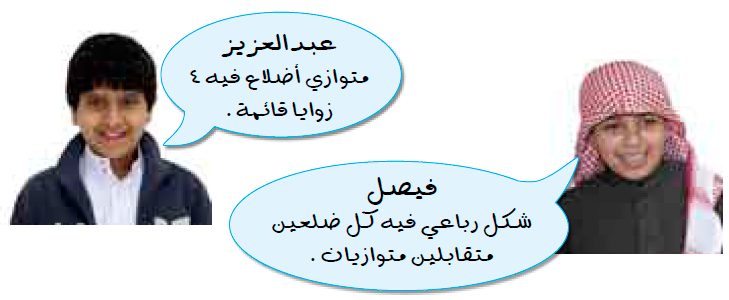 عبدالعزيز
متوازي أضلاع فيه ٤
زوايا قائمة .
فيصل
شكل رباعي فيه كل ضلعين
متقابلين متوازيات .